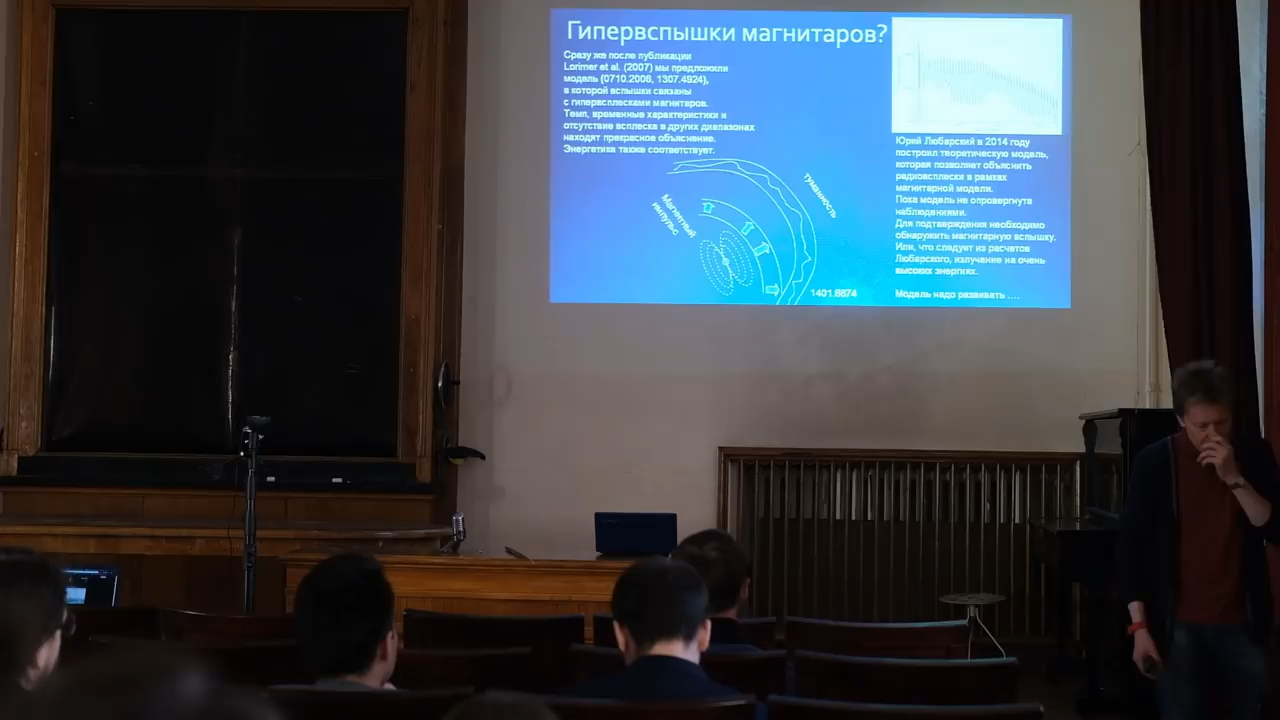 Гипервспышки магнитаров?
Сразу же после публикации
Lorimer et al. (2007) мы предложили
модель (0710.2006, 1307.4924),
в которой вспышки связаны
с гипервсплесками магнитаров.
Темп, временные характеристики и
отсутствие всплеска в других диапазонах
находят прекрасное объяснение.
Энергетика также соответствует.
туманность
Магнитный
импульс
1401.6674
Юрий Любарский в 2014 году
построил теоретическую модель,
которая позволяет объяснить
радиовсплески в рамках
магнитарной модели.
Пока модель не опровергнута
наблюдениями.
Для подтверждения необходимо
обнаружить магнитарную вспышку.
Или, что следует из расчетов
Любарского, излучение на очень
высоких энергиях.
Модель надо развивать ....